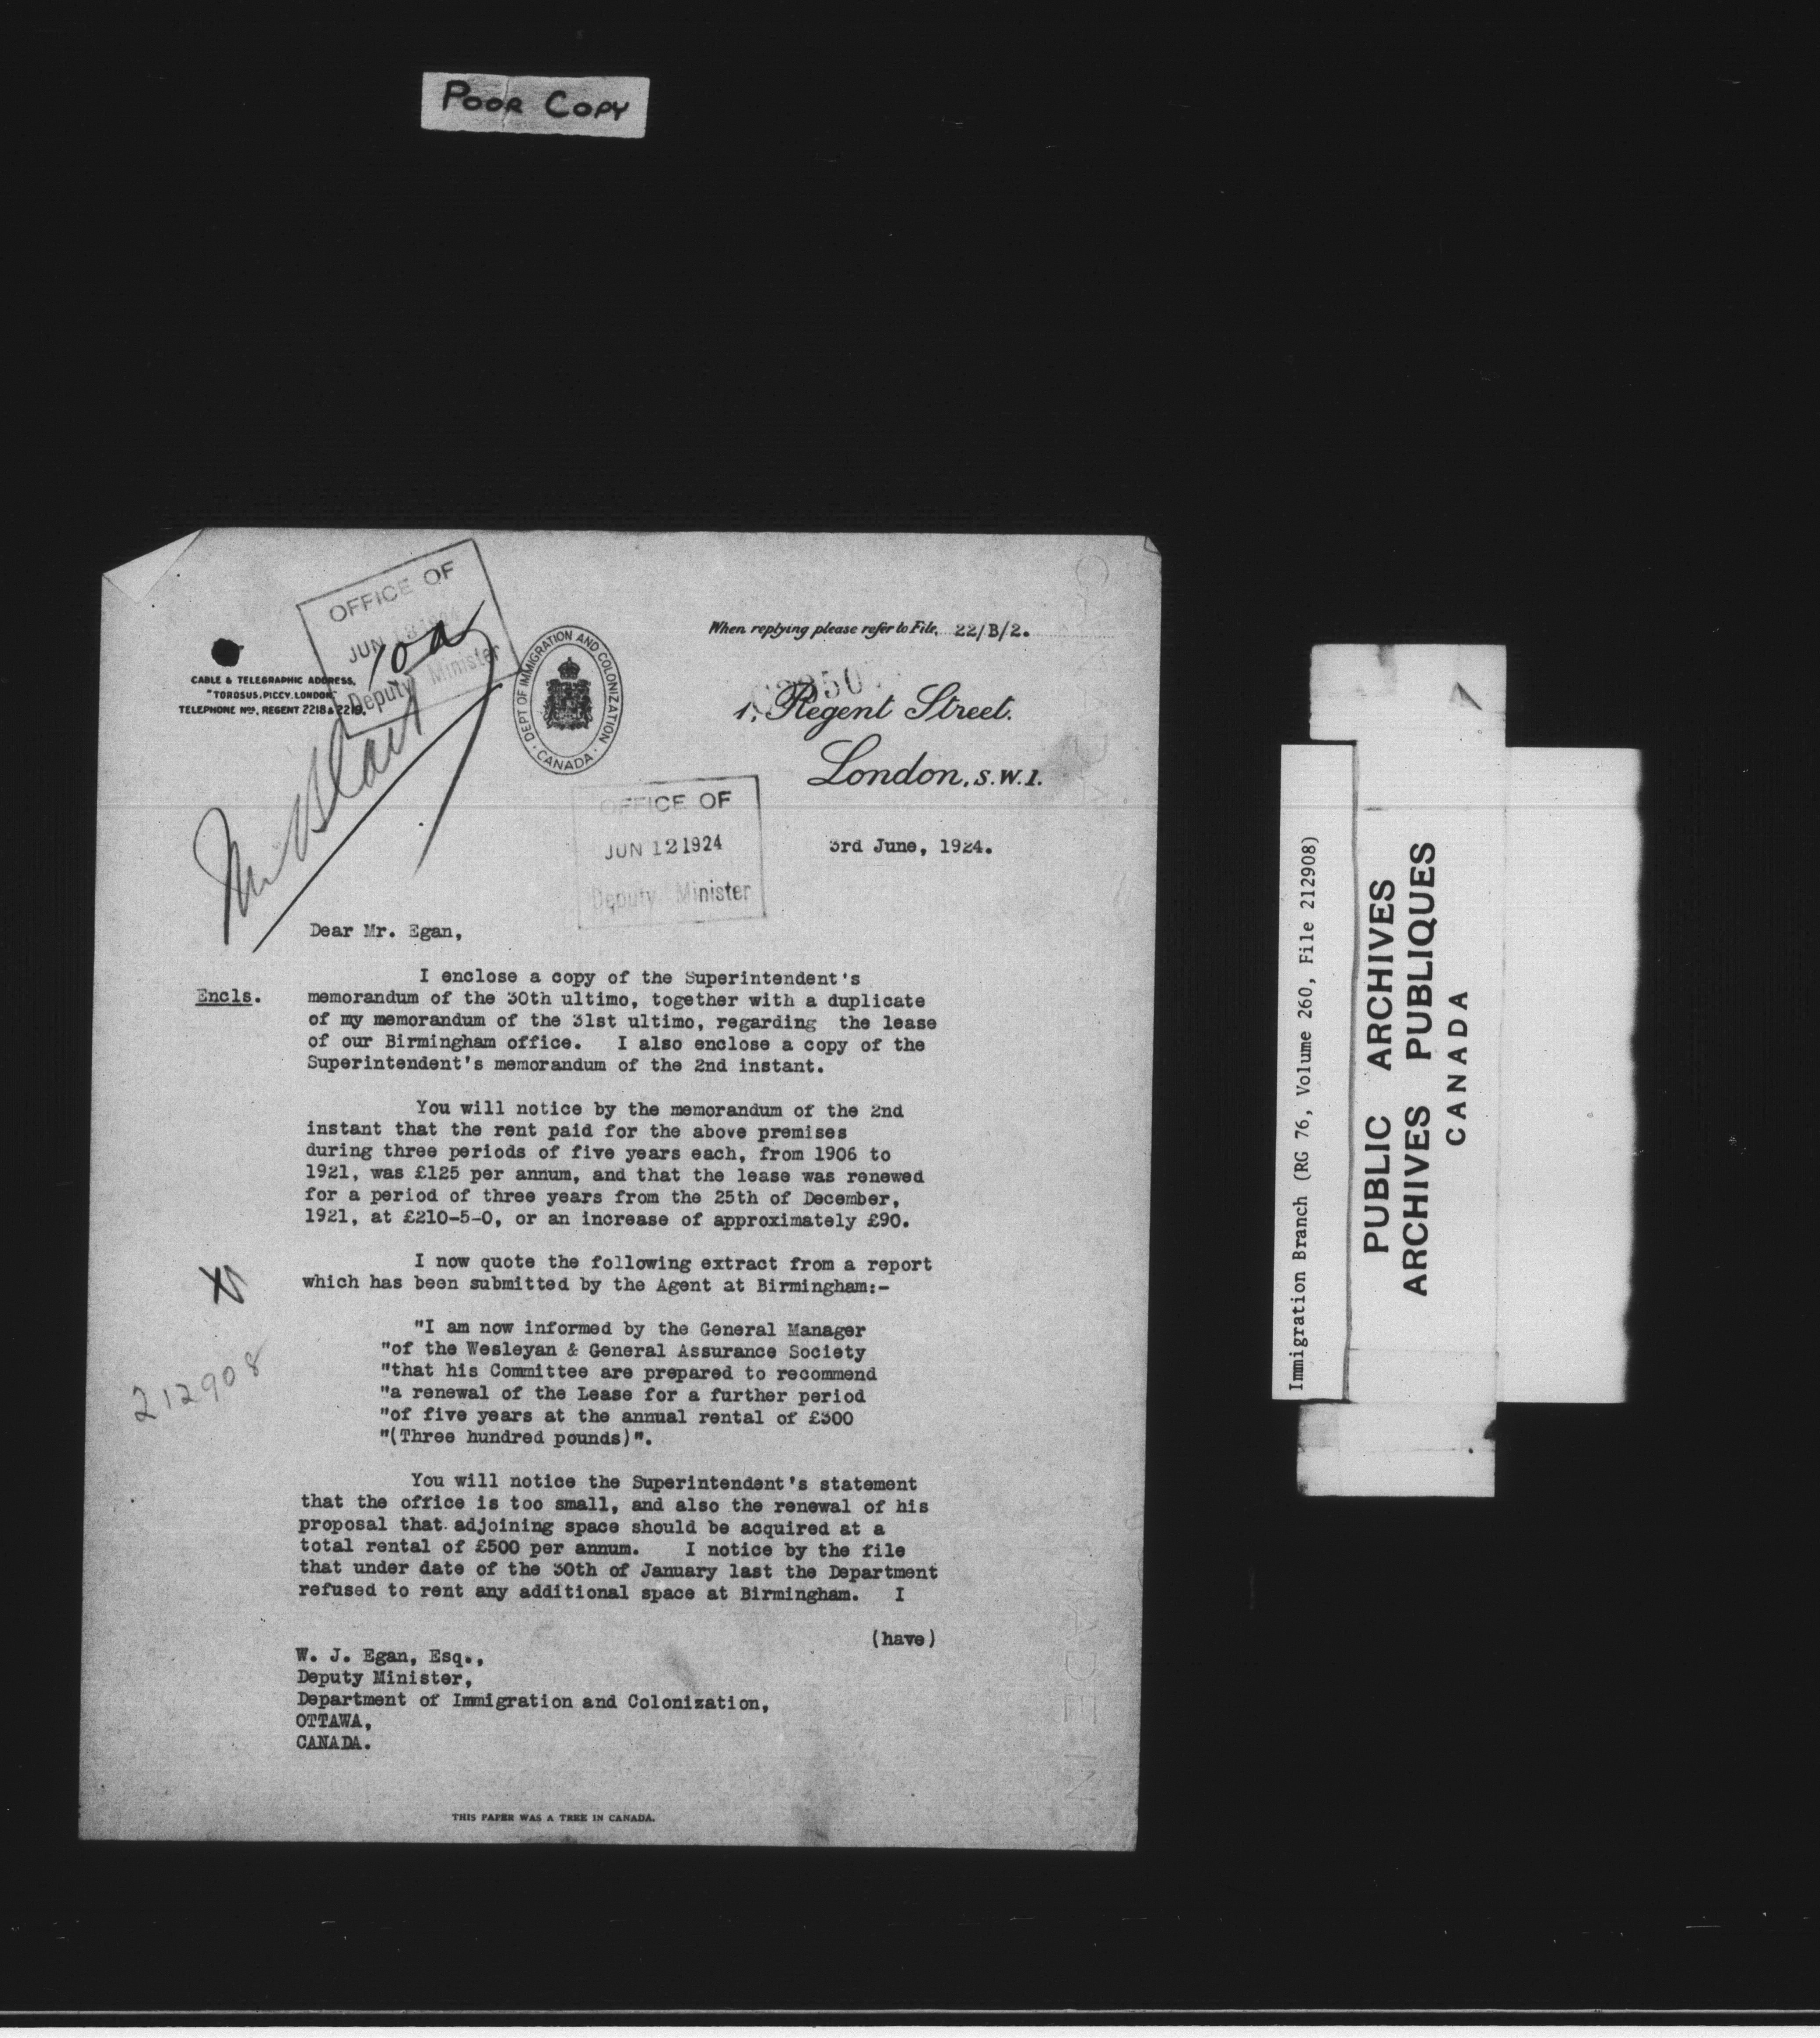 POOR COPY
OFFICE OF
JUN 13 1924
Deputy Minister
10 a
When replying please refer to File, 22/B/2.
CABLE & TELEGRAPHIC ADDRESS,
"TOROSUS, PICCY, LONDON"
TELEPHONE Nos. REGENT 2218 & 2219.
DEPT OF IMMIGRATION AND COLONIZATION
· CANADA ·
1, Regent Street.
London, S.W.1.
Mr Blair
OFFICE OF
JUN 12 1924
Deputy Minister
3rd June, 1924.
Dear Mr. Egan,
Encls.
I enclose a copy of the Superintendent's
memorandum of the 30th ultimo, together with a duplicate
of my memorandum of the 31st ultimo, regarding the lease
of our Birmingham office. I also enclose a copy of the
Superintendent's memorandum of the 2nd instant.
You will notice by the memorandum of the 2nd
instant that the rent paid for the above premises
during three periods of five years each, from 1906 to
1921, was £125 per annum, and that the lease was renewed
for a period of three years from the 25th of December,
1921, at £210-5-0, or an increase of approximately £90.
I now quote the following extract from a report
which has been submitted by the Agent at Birmingham:-
"I am now informed by the General Manager
"of the Wesleyan & General Assurance Society
"that his Committee are prepared to recommend
"a renewal of the Lease for a further period
"of five years at the annual rental of £300
"(Three hundred pounds)".
212908
You will notice the Superintendent's statement
that the office is too small, and also the renewal of his
proposal that adjoining space should be acquired at a
total rental of £500 per annum. I notice by the file
that under date of the 30th of January last the Department
refused to rent any additional space at Birmingham. I
(have)
W. J. Egan, Esq.,
Deputy Minister,
Department of Immigration and Colonization,
OTTAWA,
CANADA.
THIS PAPER WAS A TREE IN CANADA.
Immigration Branch (RG 76, Volume 260, File 212908)
PUBLIC ARCHIVES
ARCHIVES PUBLIQUES
CANADA